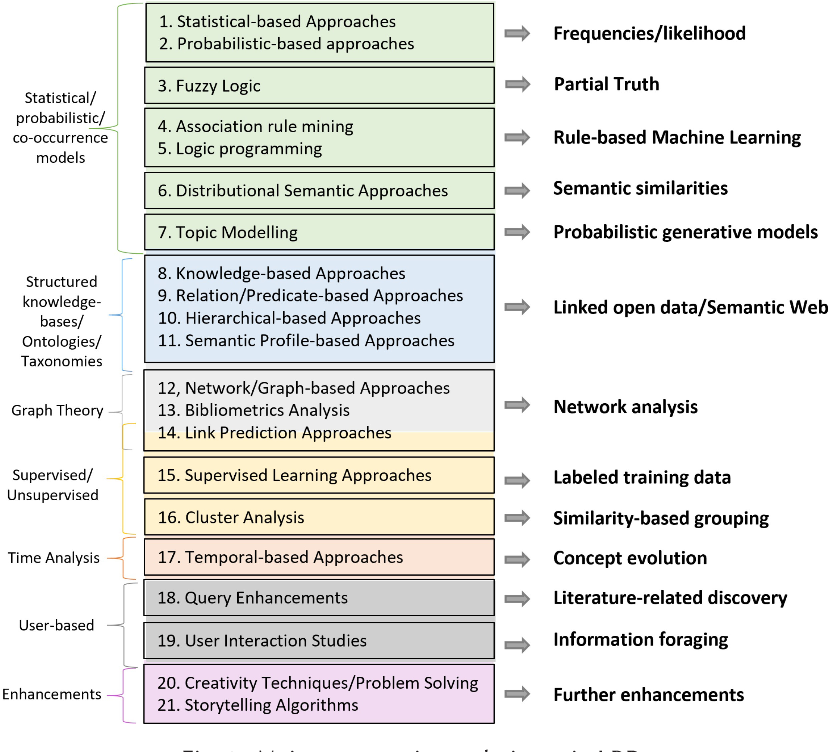 Statistical/
probabilistic/
co-occurrence
models
1. Statistical-based Approaches
2. Probabilistic-based approaches
Frequencies/likelihood
3. Fuzzy Logic
Partial Truth
4. Association rule mining
5. Logic programming
Rule-based Machine Learning
6. Distributional Semantic Approaches
Semantic similarities
7. Topic Modelling
Probabilistic generative models
Structured
knowledge-
bases/
Ontologies/
Taxonomies
8. Knowledge-based Approaches
9. Relation/Predicate-based Approaches
10. Hierarchical-based Approaches
11. Semantic Profile-based Approaches
Linked open data/Semantic Web
Graph Theory
12, Network/Graph-based Approaches
13. Bibliometrics Analysis
14. Link Prediction Approaches
Network analysis
Supervised/
Unsupervised
15. Supervised Learning Approaches
Labeled training data
16. Cluster Analysis
Similarity-based grouping
Time Analysis
17. Temporal-based Approaches
Concept evolution
User-based
18. Query Enhancements
Literature-related discovery
19. User Interaction Studies
Information foraging
Enhancements
20. Creativity Techniques/Problem Solving
21. Storytelling Algorithms
Further enhancements